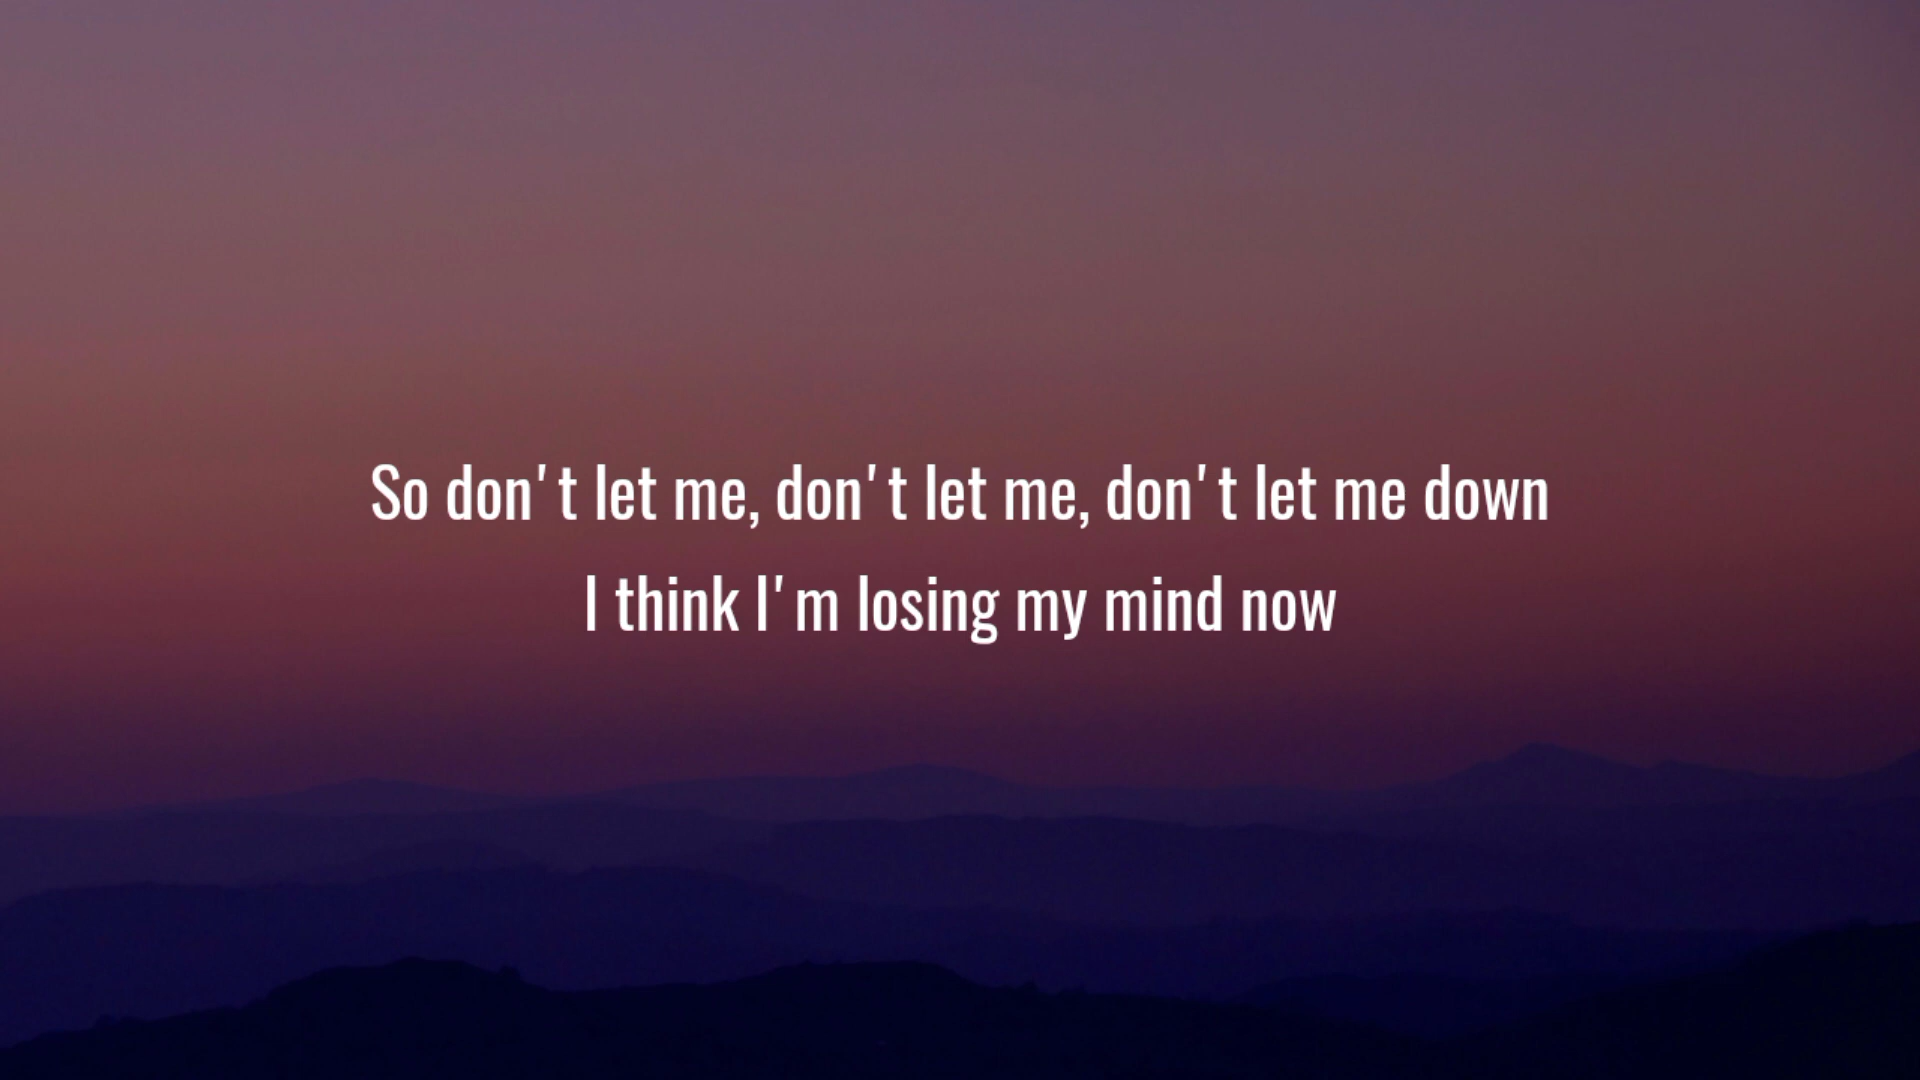 So don't let me, don't let me, don't let me down
I think I'm losing my mind now